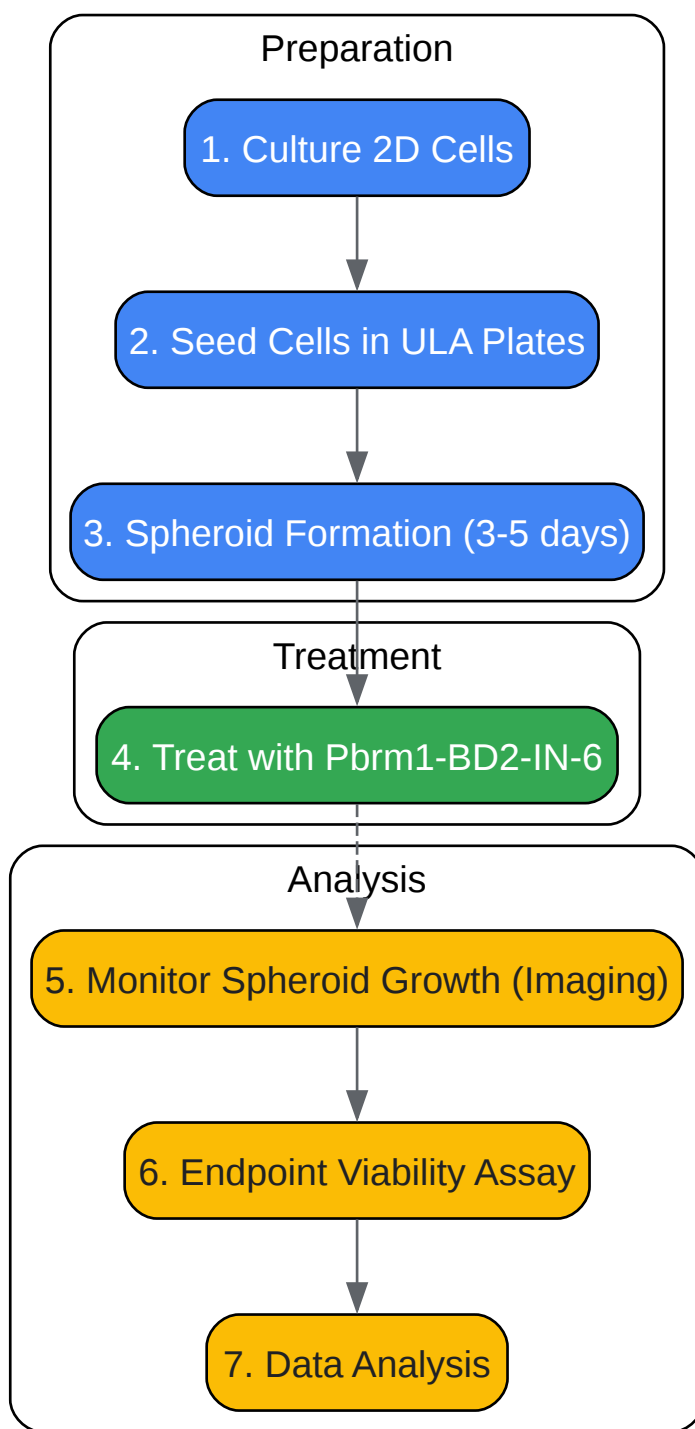 Preparation
1. Culture 2D Cells
2. Seed Cells in ULA Plates
3. Spheroid Formation (3-5 days)
Treatment
4. Treat with Pbrm1-BD2-IN-6
Analysis
5. Monitor Spheroid Growth (Imaging)
6. Endpoint Viability Assay
7. Data Analysis